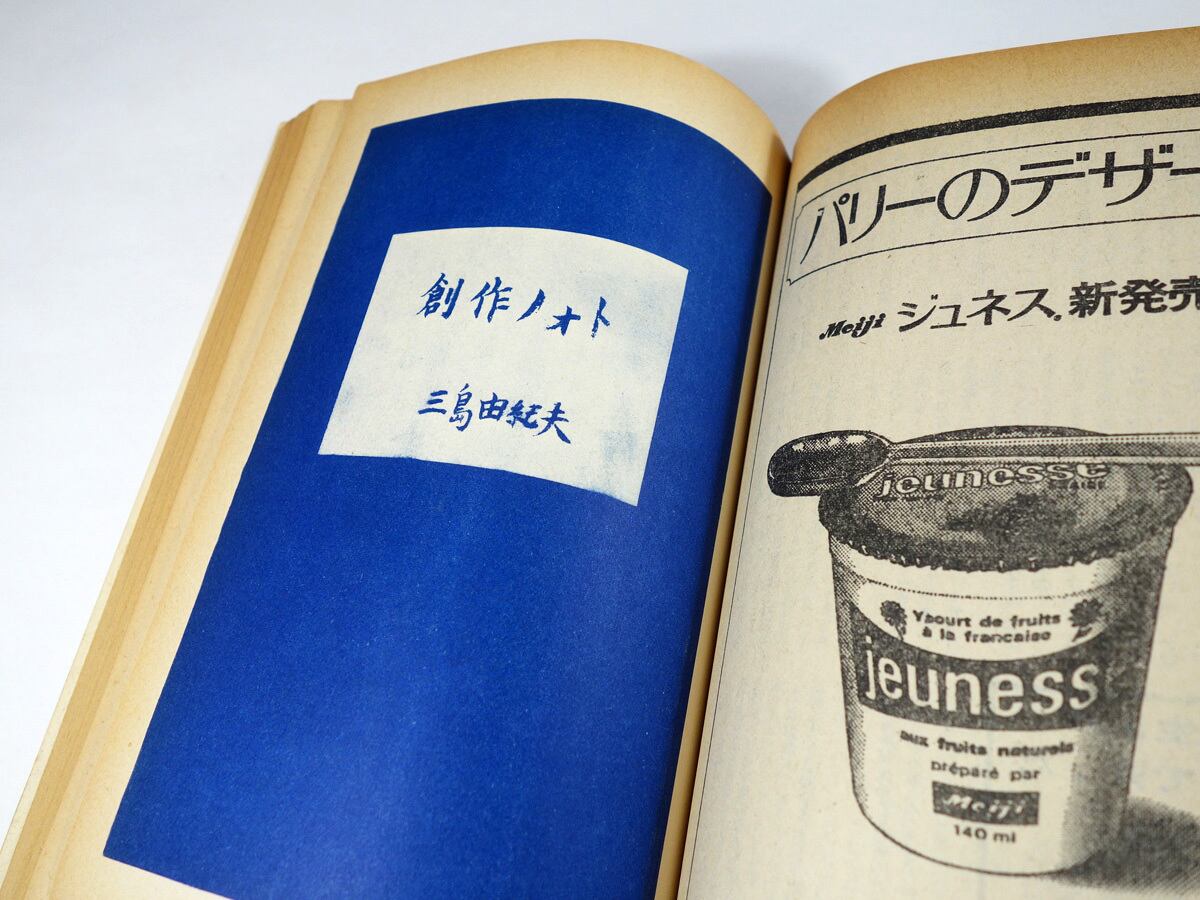 創作ノオト
三島由紀夫
パリーのデザー
Meiji ジュネス。新発売
jeunesse
Yaourt de fruits
à la francaise
jeuness
aux fruits naturels
préparé par
Meiji
140 ml